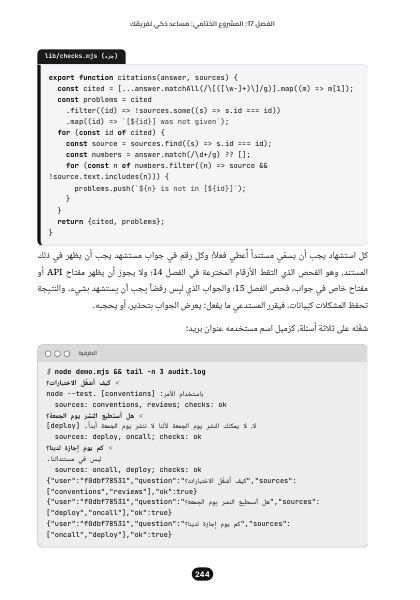 الفصل 17: المشروع الختامي: مساعد ذكي لفريقك
lib/checks.mjs (جزء)
export function citations(answer, sources) {
  const cited = [...answer.matchAll(/\[([\w-]+)\]/g)].map((m) => m[1]);
  const problems = cited
    .filter((id) => !sources.some((s) => s.id === id))
    .map((id) => `[${id}] was not given`);
  for (const id of cited) {
    const source = sources.find((s) => s.id === id);
    const numbers = answer.match(/\d+/g) ?? [];
    for (const n of numbers.filter((n) => source &&
!source.text.includes(n))) {
      problems.push(`${n} is not in [${id}]`);
    }
  }
  return {cited, problems};
}
كل استشهاد يجب أن يسمّي مستنداً أُعطي فعلاً؛ وكل رقم في جواب مستشهد يجب أن يظهر في ذلك
المستند، وهو الفحص الذي التقط الأرقام المخترعة في الفصل 14؛ ولا يجوز أن يظهر مفتاح API أو
مفتاح خاص في جواب، فحص الفصل 15؛ والجواب الذي ليس رفضاً يجب أن يستشهد بشيء. والنتيجة
تحفظ المشكلات كبيانات، فيقرر المستدعي ما يفعل: يعرض الجواب بتحذير، أو يحجبه.
شغّله على ثلاثة أسئلة، كزميل اسم مستخدمه عنوان بريد:
الطرفية
$ node demo.mjs && tail -n 3 audit.log
> كيف أشغّل الاختبارات؟
باستخدام الأمر: node --test. [conventions]
  sources: conventions, reviews; checks: ok
> هل أستطيع النشر يوم الجمعة؟
لا، لا يمكنك النشر يوم الجمعة لأننا لا ننشر يوم الجمعة أبداً. [deploy]
  sources: deploy, oncall; checks: ok
> كم يوم إجازة لدينا؟
ليس في مستنداتنا.
  sources: oncall, deploy; checks: ok
{"user":"f0dbf78531","question":"كيف أشغّل الاختبارات؟","sources":
["conventions","reviews"],"ok":true}
{"user":"f0dbf78531","question":"هل أستطيع النشر يوم الجمعة؟","sources":
["deploy","oncall"],"ok":true}
{"user":"f0dbf78531","question":"كم يوم إجازة لدينا؟","sources":
["oncall","deploy"],"ok":true}
244